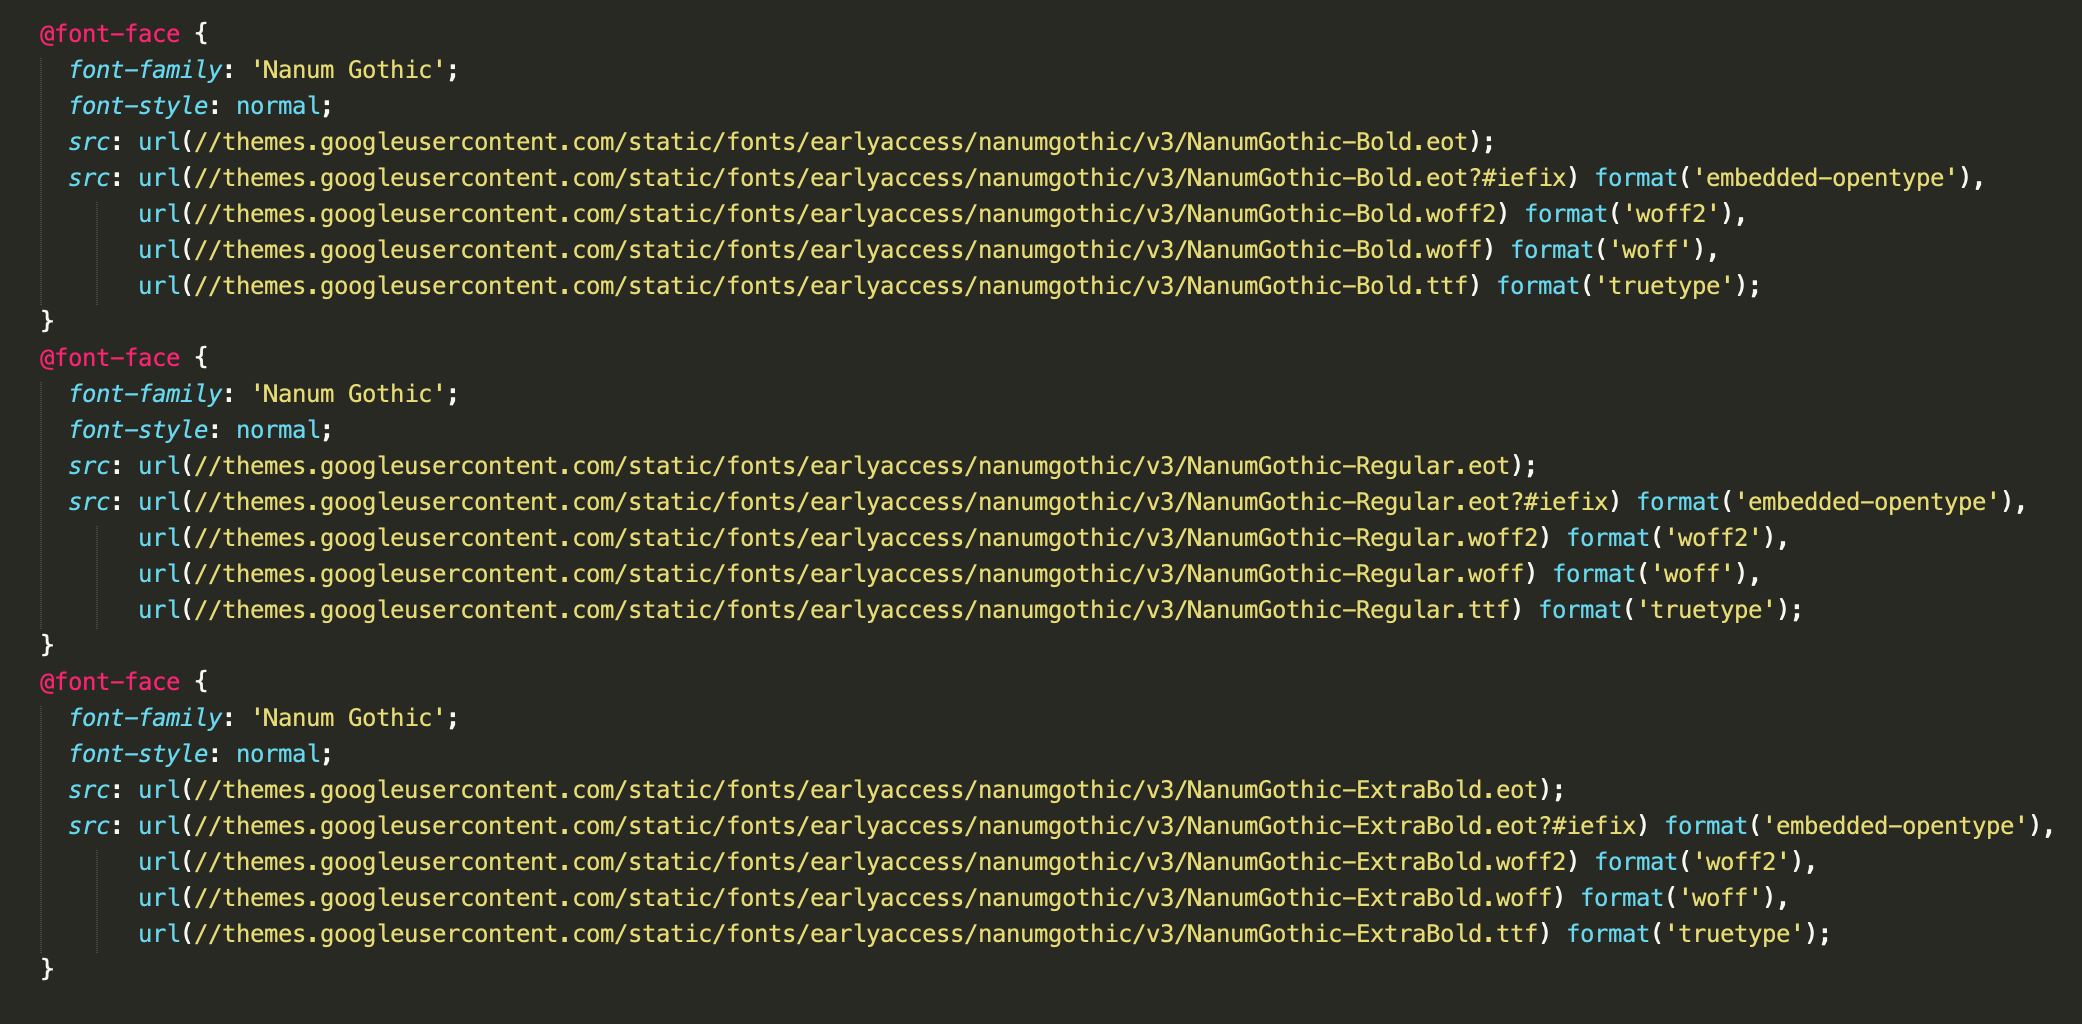 @font-face {
  font-family: 'Nanum Gothic';
  font-style: normal;
  src: url(//themes.googleusercontent.com/static/fonts/earlyaccess/nanumgothic/v3/NanumGothic-Bold.eot);
  src: url(//themes.googleusercontent.com/static/fonts/earlyaccess/nanumgothic/v3/NanumGothic-Bold.eot?#iefix) format('embedded-opentype'),
       url(//themes.googleusercontent.com/static/fonts/earlyaccess/nanumgothic/v3/NanumGothic-Bold.woff2) format('woff2'),
       url(//themes.googleusercontent.com/static/fonts/earlyaccess/nanumgothic/v3/NanumGothic-Bold.woff) format('woff'),
       url(//themes.googleusercontent.com/static/fonts/earlyaccess/nanumgothic/v3/NanumGothic-Bold.ttf) format('truetype');
}
@font-face {
  font-family: 'Nanum Gothic';
  font-style: normal;
  src: url(//themes.googleusercontent.com/static/fonts/earlyaccess/nanumgothic/v3/NanumGothic-Regular.eot);
  src: url(//themes.googleusercontent.com/static/fonts/earlyaccess/nanumgothic/v3/NanumGothic-Regular.eot?#iefix) format('embedded-opentype'),
       url(//themes.googleusercontent.com/static/fonts/earlyaccess/nanumgothic/v3/NanumGothic-Regular.woff2) format('woff2'),
       url(//themes.googleusercontent.com/static/fonts/earlyaccess/nanumgothic/v3/NanumGothic-Regular.woff) format('woff'),
       url(//themes.googleusercontent.com/static/fonts/earlyaccess/nanumgothic/v3/NanumGothic-Regular.ttf) format('truetype');
}
@font-face {
  font-family: 'Nanum Gothic';
  font-style: normal;
  src: url(//themes.googleusercontent.com/static/fonts/earlyaccess/nanumgothic/v3/NanumGothic-ExtraBold.eot);
  src: url(//themes.googleusercontent.com/static/fonts/earlyaccess/nanumgothic/v3/NanumGothic-ExtraBold.eot?#iefix) format('embedded-opentype'),
       url(//themes.googleusercontent.com/static/fonts/earlyaccess/nanumgothic/v3/NanumGothic-ExtraBold.woff2) format('woff2'),
       url(//themes.googleusercontent.com/static/fonts/earlyaccess/nanumgothic/v3/NanumGothic-ExtraBold.woff) format('woff'),
       url(//themes.googleusercontent.com/static/fonts/earlyaccess/nanumgothic/v3/NanumGothic-ExtraBold.ttf) format('truetype');
}